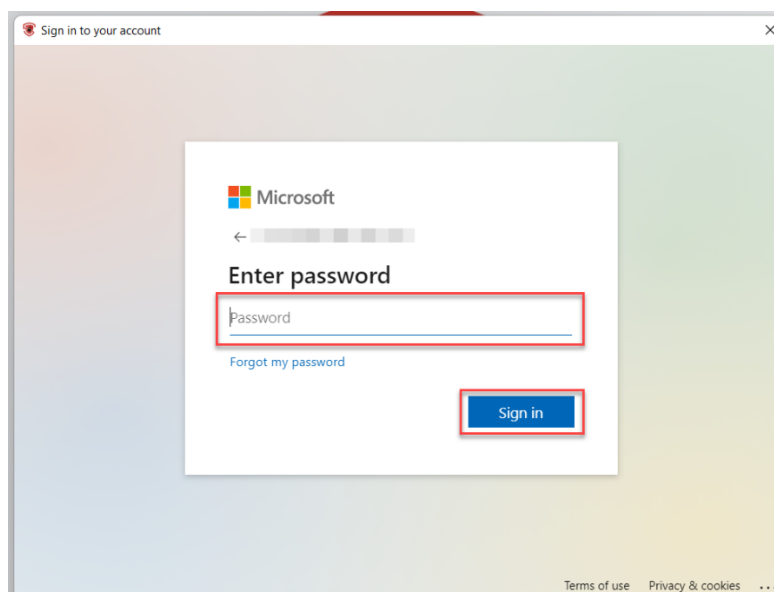 Sign in to your account
Microsoft
Enter password
Password
Forgot my password
Sign in
Terms of use Privacy & cookies ...